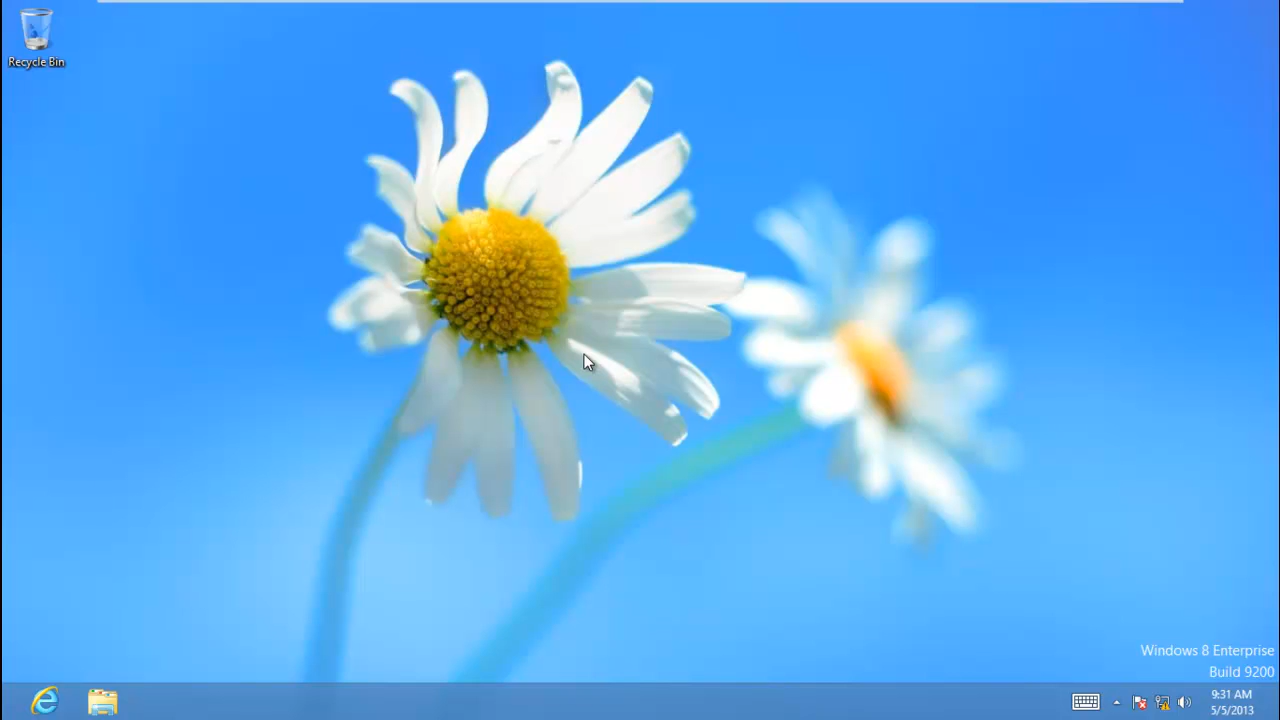 Recycle Bin
Windows 8 Enterprise
Build 9200
9:31 AM
5/5/2013